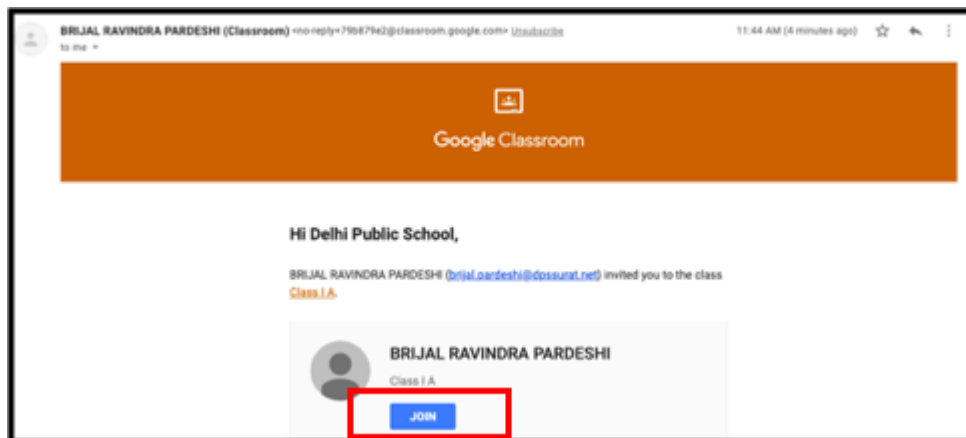 BRIJAL RAVINDRA PARDESHI (Classroom) <no-reply+79b879e2@classroom.google.com> Unsubscribe 11:44 AM (4 minutes ago)
to me
Google Classroom
Hi Delhi Public School,
BRIJAL RAVINDRA PARDESHI (brijal.pardeshi@dpssurat.net) invited you to the class
Class I A.
BRIJAL RAVINDRA PARDESHI
Class I A
JOIN